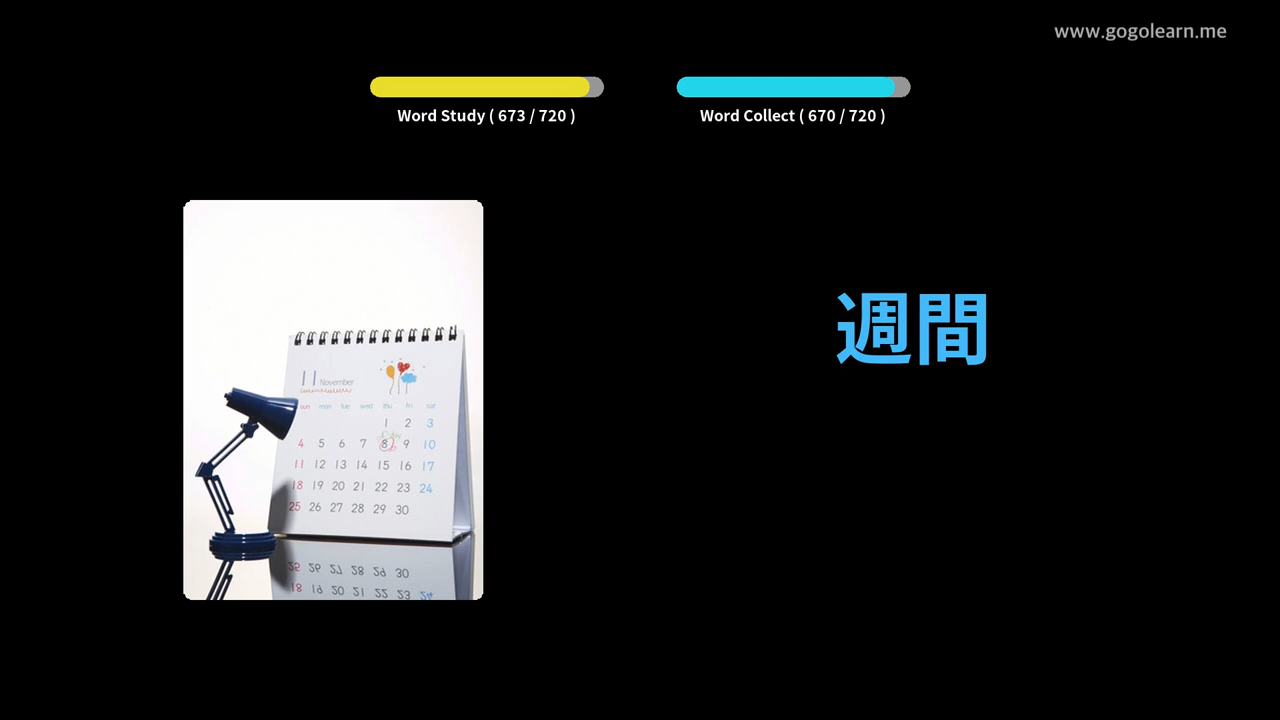 www.gogolearn.me
Word Study ( 673 / 720 )
Word Collect ( 670 / 720 )
週間
11 November
sun mon tue wed thu fri sat
1 2 3
4 5 6 7 8 9 10
11 12 13 14 15 16 17
18 19 20 21 22 23 24
25 26 27 28 29 30